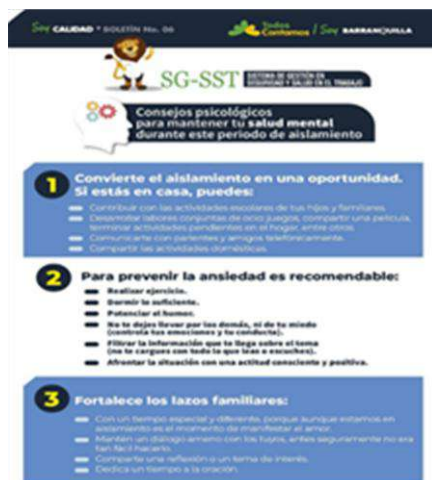 Soy CALIDAD * BOLETÍN No. 06
Todos
Contamos / Soy BARRANQUILLA
SG-SST SISTEMA DE GESTIÓN EN
SEGURIDAD Y SALUD EN EL TRABAJO
Consejos psicológicos
para mantener tu salud mental
durante este periodo de aislamiento
1 Convierte el aislamiento en una oportunidad.
Si estás en casa, puedes:
Contribuir con las actividades escolares de tus hijos y familiares.
Desarrollar labores conjuntas de ocio: juegos, compartir una película,
terminar actividades pendientes en el hogar, entre otros.
Comunicarte con parientes y amigos telefónicamente.
Compartir las actividades domésticas.
2 Para prevenir la ansiedad es recomendable:
Realizar ejercicio.
Dormir lo suficiente.
Potenciar el humor.
No te dejes llevar por los demás, ni de tu miedo
(controla tus emociones y tu conducta).
Filtrar la información que te llega sobre el tema
(no te cargues con todo lo que leas o escuches).
Afrontar la situación con una actitud consciente y positiva.
3 Fortalece los lazos familiares:
Con un tiempo especial y diferente, porque aunque estamos en
aislamiento es el momento de manifestar el amor.
Mantén un diálogo ameno con los tuyos, antes seguramente no era
tan fácil hacerlo.
Comparte una reflexión o un tema de interés.
Dedica un tiempo a la oración.